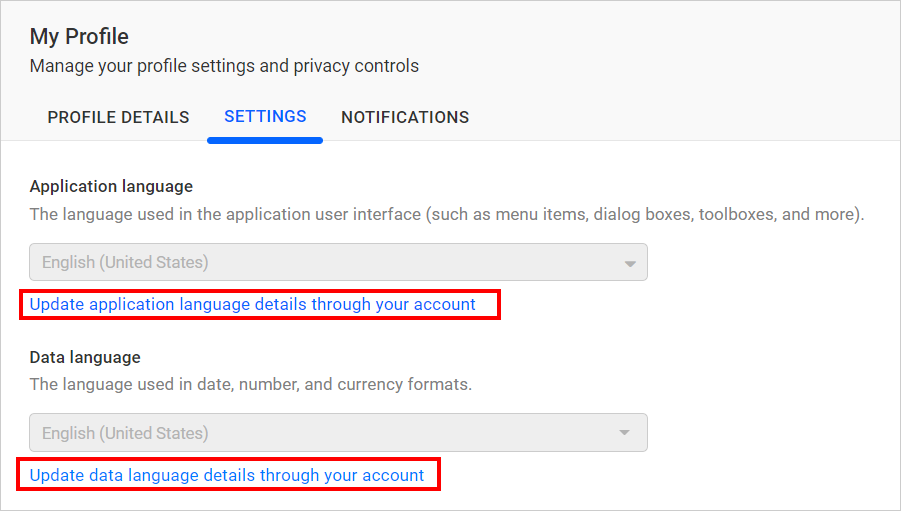 My Profile
Manage your profile settings and privacy controls
PROFILE DETAILS SETTINGS NOTIFICATIONS
Application language
The language used in the application user interface (such as menu items, dialog boxes, toolboxes, and more).
English (United States)
Update application language details through your account
Data language
The language used in date, number, and currency formats.
English (United States)
Update data language details through your account